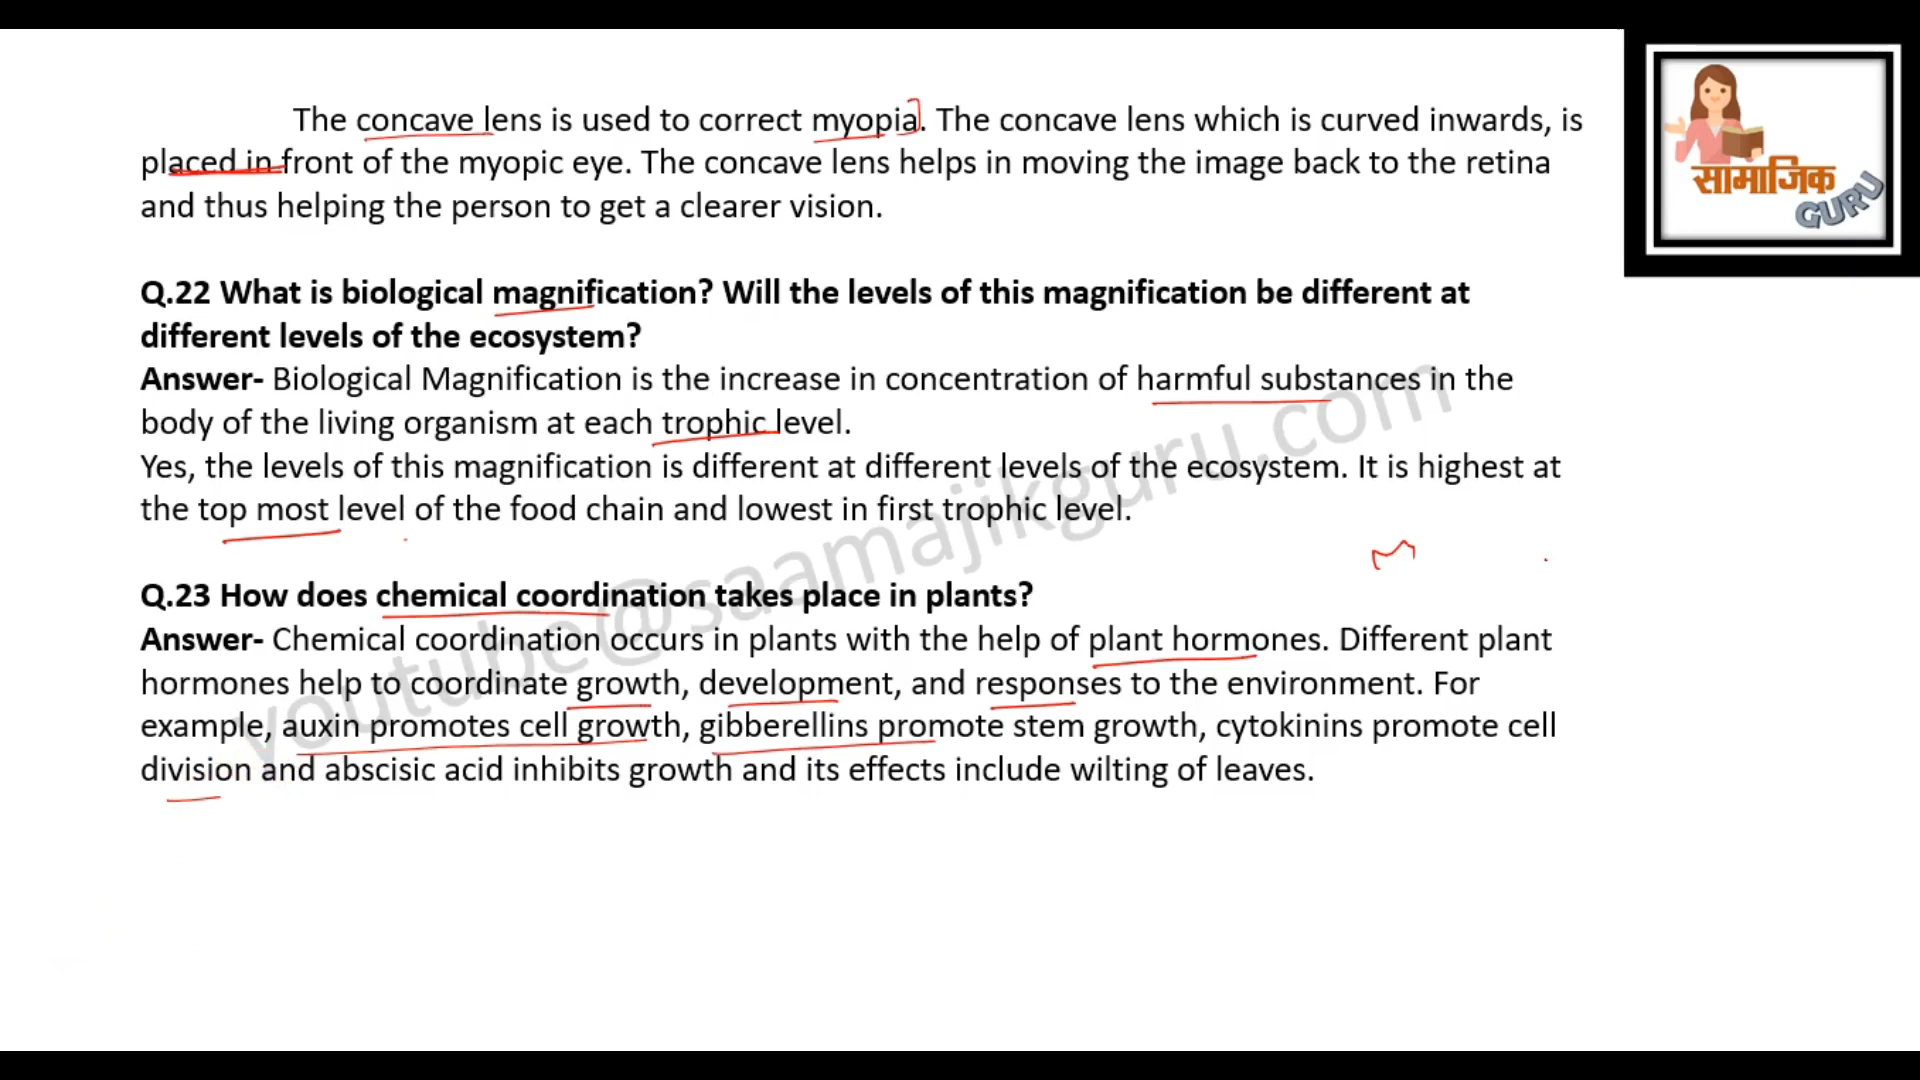 The concave lens is used to correct myopia. The concave lens which is curved inwards, is
placed in front of the myopic eye. The concave lens helps in moving the image back to the retina
and thus helping the person to get a clearer vision.
सामाजिक
GURU
Q.22 What is biological magnification? Will the levels of this magnification be different at
different levels of the ecosystem?
Answer- Biological Magnification is the increase in concentration of harmful substances in the
body of the living organism at each trophic level.
Yes, the levels of this magnification is different at different levels of the ecosystem. It is highest at
the top most level of the food chain and lowest in first trophic level.
Q.23 How does chemical coordination takes place in plants?
Answer- Chemical coordination occurs in plants with the help of plant hormones. Different plant
hormones help to coordinate growth, development, and responses to the environment. For
example, auxin promotes cell growth, gibberellins promote stem growth, cytokinins promote cell
division and abscisic acid inhibits growth and its effects include wilting of leaves.
youtube@saamajikguru.com